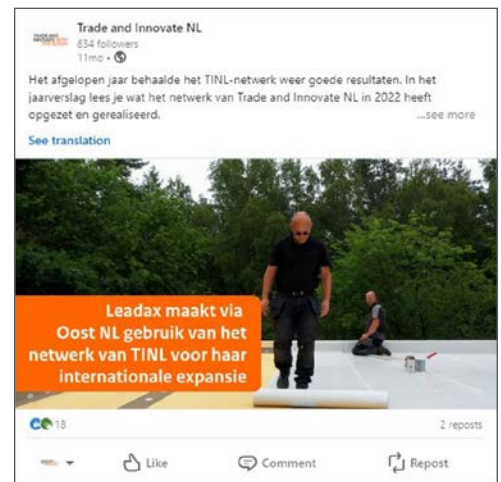 Trade and Innovate NL
834 followers
11mo •
Het afgelopen jaar behaalde het TINL-netwerk weer goede resultaten. In het
jaarverslag lees je wat het netwerk van Trade and Innovate NL in 2022 heeft
opgezet en gerealiseerd. ...see more
See translation
Leadax maakt via
Oost NL gebruik van het
netwerk van TINL voor haar
internationale expansie
18 2 reposts
Like Comment Repost